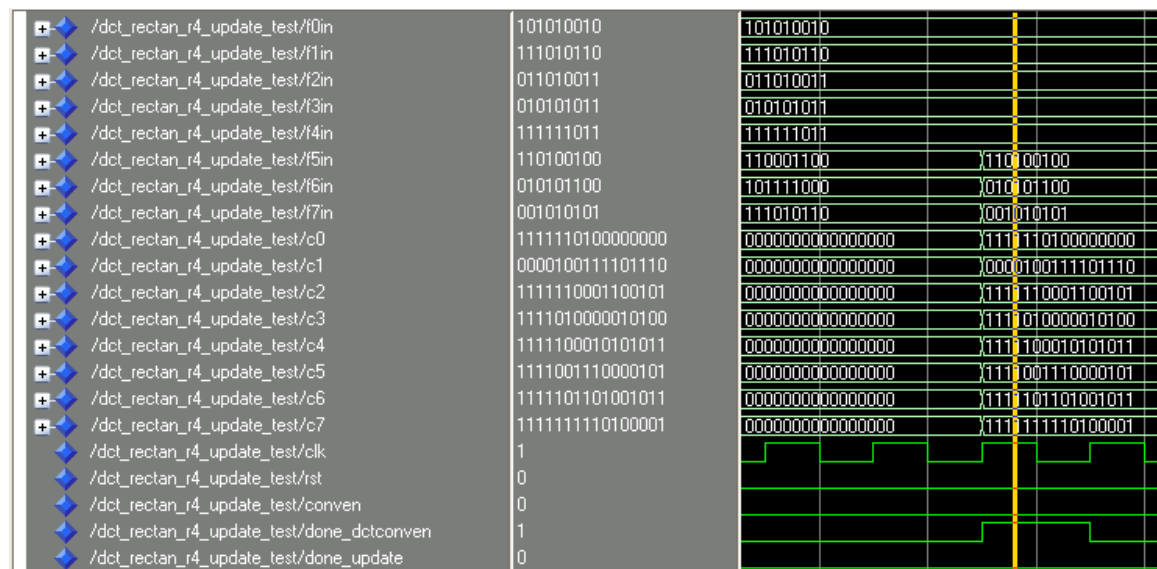 /dct_rectan_r4_update_test/f0in 101010010 101010010
/dct_rectan_r4_update_test/f1in 111010110 111010110
/dct_rectan_r4_update_test/f2in 011010011 011010011
/dct_rectan_r4_update_test/f3in 010101011 010101011
/dct_rectan_r4_update_test/f4in 111111011 111111011
/dct_rectan_r4_update_test/f5in 110100100 110001100 110100100
/dct_rectan_r4_update_test/f6in 010101100 101111000 010101100
/dct_rectan_r4_update_test/f7in 001010101 111010110 001010101
/dct_rectan_r4_update_test/c0 1111110100000000 0000000000000000 1111110100000000
/dct_rectan_r4_update_test/c1 0000100111101110 0000000000000000 0000100111101110
/dct_rectan_r4_update_test/c2 1111110001100101 0000000000000000 1111110001100101
/dct_rectan_r4_update_test/c3 1111010000010100 0000000000000000 1111010000010100
/dct_rectan_r4_update_test/c4 1111100010101011 0000000000000000 1111100010101011
/dct_rectan_r4_update_test/c5 1111001110000101 0000000000000000 1111001110000101
/dct_rectan_r4_update_test/c6 1111101101001011 0000000000000000 1111101101001011
/dct_rectan_r4_update_test/c7 1111111110100001 0000000000000000 1111111110100001
/dct_rectan_r4_update_test/clk 1
/dct_rectan_r4_update_test/rst 0
/dct_rectan_r4_update_test/conven 0
/dct_rectan_r4_update_test/done_dctconven 1
/dct_rectan_r4_update_test/done_update 0